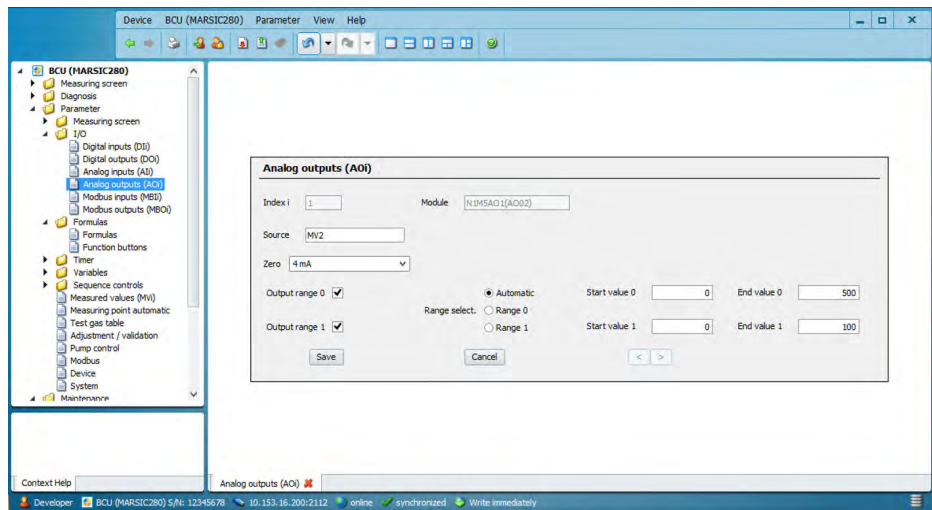 Device BCU (MARSIC280) Parameter View Help
BCU (MARSIC280)
Measuring screen
Diagnosis
Parameter
Measuring screen
I/O
Digital inputs (DIi)
Digital outputs (DOi)
Analog inputs (AIi)
Analog outputs (AOi)
Modbus inputs (MBIi)
Modbus outputs (MBOi)
Formulas
Formulas
Function buttons
Timer
Variables
Sequence controls
Measured values (MVi)
Measuring point automatic
Test gas table
Adjustment / validation
Pump control
Modbus
Device
System
Maintenance
Context Help
Analog outputs (AOi)
Index i 1 Module N1M5AO1(AO02)
Source MV2
Zero 4 mA
Output range 0 Automatic Start value 0 0 End value 0 500
Range select. Range 0
Output range 1 Range 1 Start value 1 0 End value 1 100
Save Cancel < >
Analog outputs (AOi)
Developer BCU (MARSIC280) S/N: 12345678 10.153.16.200:2112 online synchronized Write immediately